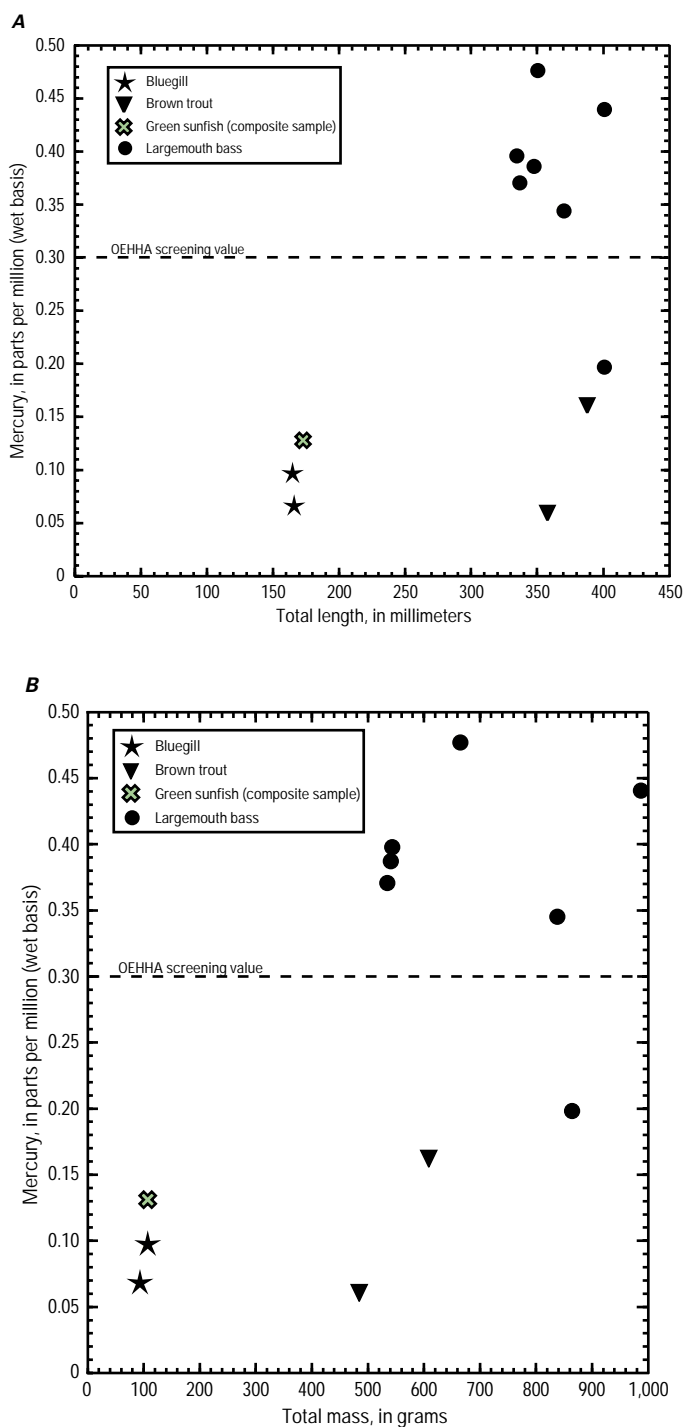 A
Mercury, in parts per million (wet basis)
0.50
0.45
0.40
0.35
0.30
0.25
0.20
0.15
0.10
0.05
0
Bluegill
Brown trout
Green sunfish (composite sample)
Largemouth bass
OEHHA screening value
0 50 100 150 200 250 300 350 400 450
Total length, in millimeters
B
Mercury, in parts per million (wet basis)
0.50
0.45
0.40
0.35
0.30
0.25
0.20
0.15
0.10
0.05
0
Bluegill
Brown trout
Green sunfish (composite sample)
Largemouth bass
OEHHA screening value
0 100 200 300 400 500 600 700 800 900 1,000
Total mass, in grams